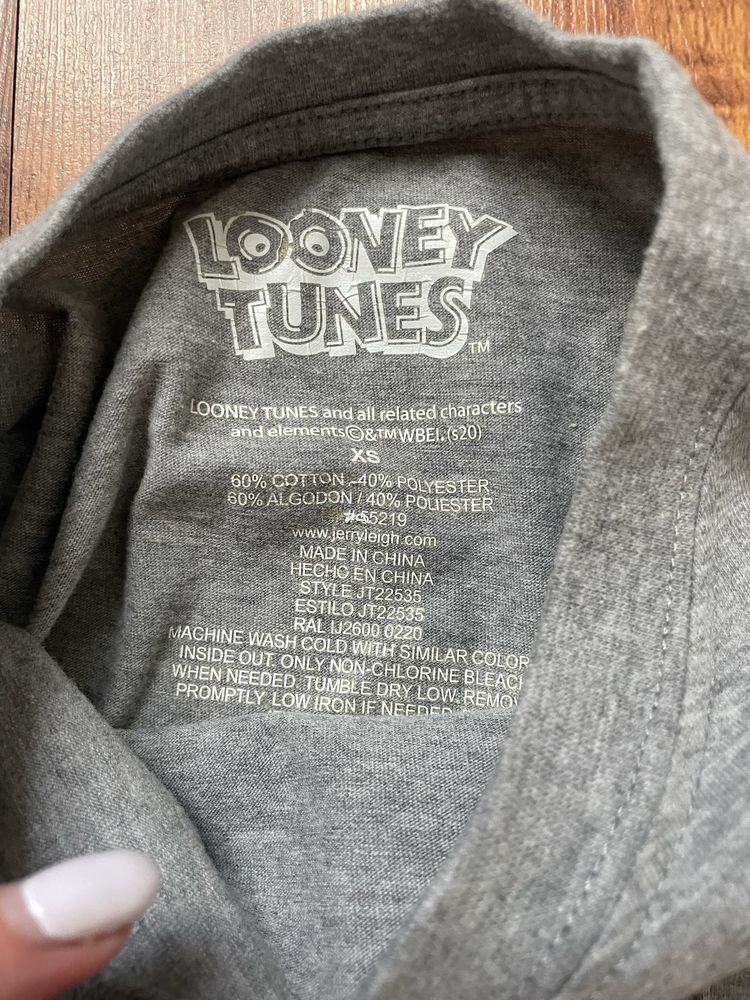 LOONEY
TUNES
TM
LOONEY TUNES and all related characters
and elements©&™WBEI.(s20)
XS
60% COTTON - 40% POLYESTER
60% ALGODON / 40% POLIESTER
#55219
www.jerryleigh.com
MADE IN CHINA
HECHO EN CHINA
STYLE JT22535
ESTILO JT22535
RAL IJ2600 0220
MACHINE WASH COLD WITH SIMILAR COLOR
INSIDE OUT. ONLY NON-CHLORINE BLEAC
WHEN NEEDED. TUMBLE DRY LOW. REMO
PROMPTLY. LOW IRON IF NEEDED